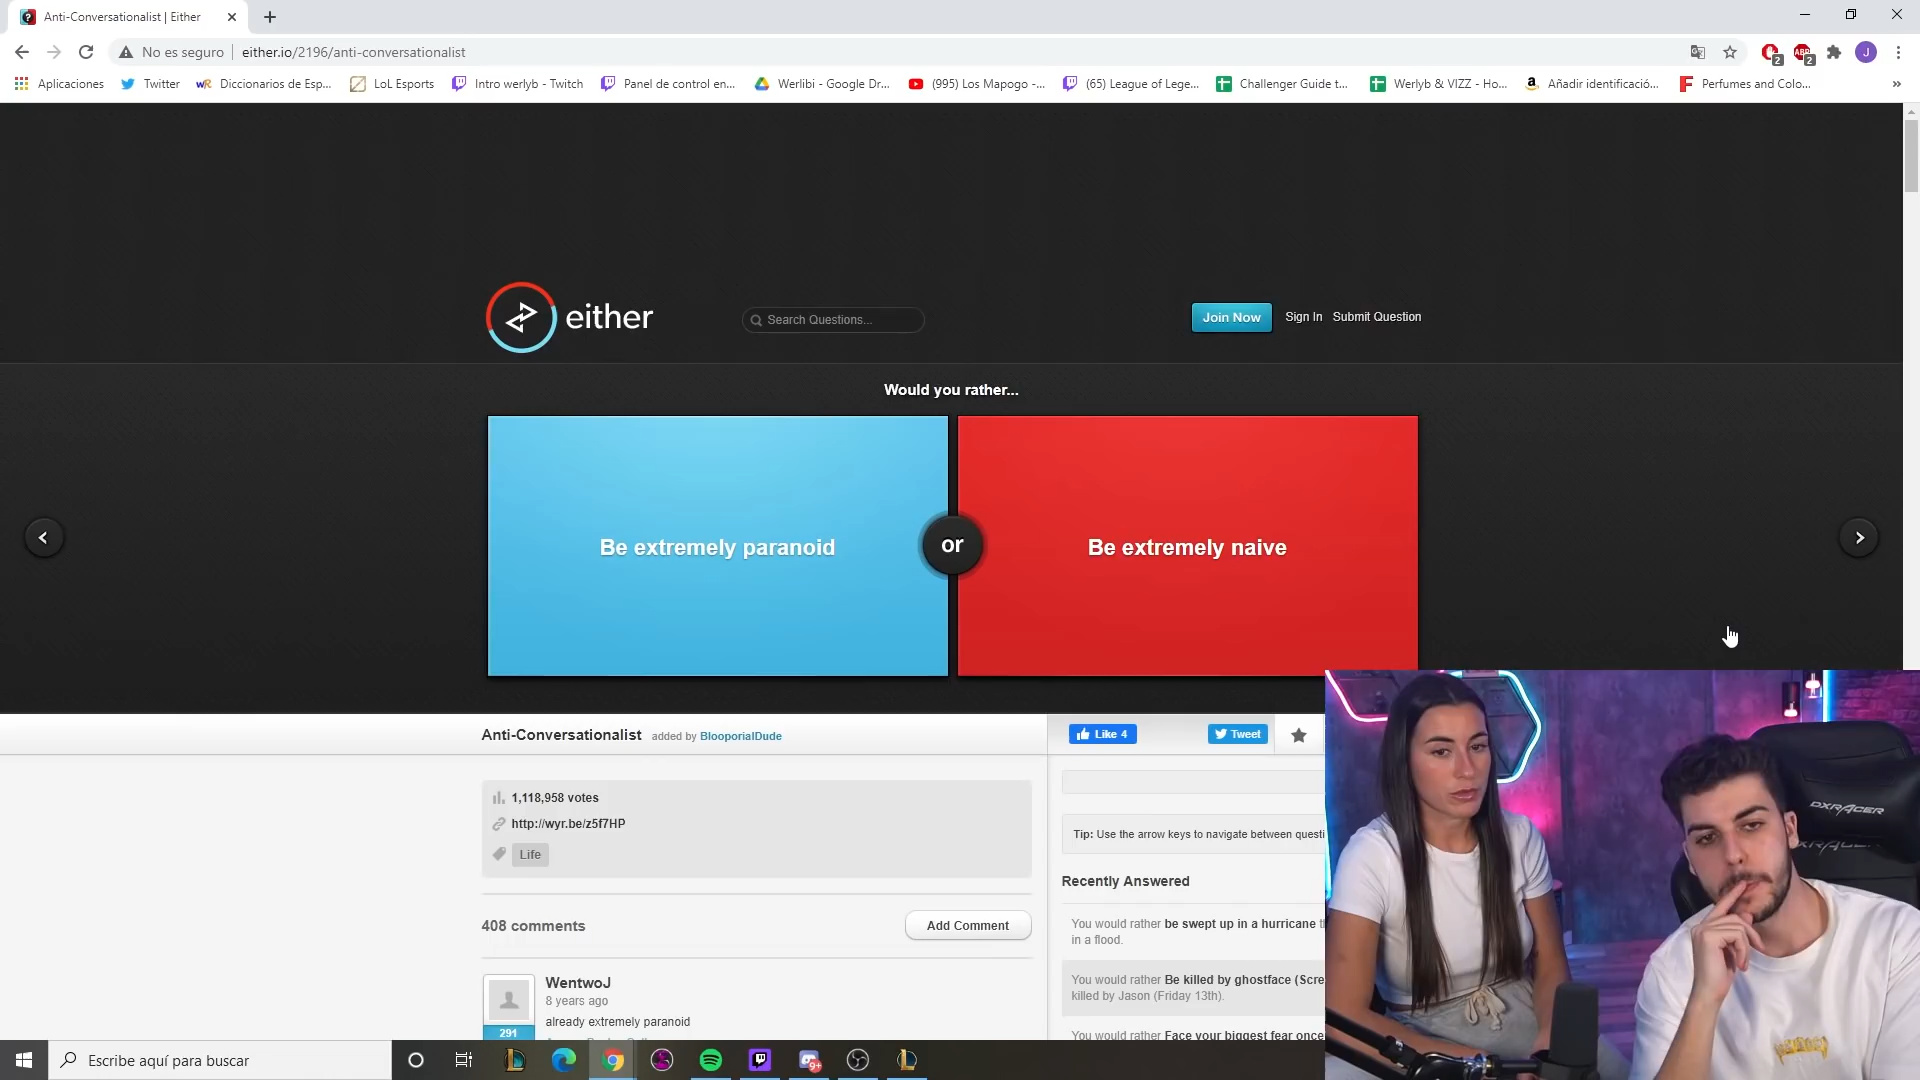 Anti-Conversationalist | Either
No es seguro
either.io/2196/anti-conversationalist
2
2
J
Aplicaciones
Twitter
Diccionarios de Esp...
LoL Esports
Intro werlyb - Twitch
Panel de control en...
Werlibi - Google Dr...
(995) Los Mapogo -...
(65) League of Lege...
Challenger Guide t...
Werlyb & VIZZ - Ho...
Añadir identificació...
Perfumes and Colo...
either
Search Questions...
Join Now
Sign In
Submit Question
Would you rather...
Be extremely paranoid
or
Be extremely naive
Anti-Conversationalist added by BlooporialDude
Like 4
Tweet
1,118,958 votes
http://wyr.be/z5f7HP
Life
Tip: Use the arrow keys to navigate between questi
408 comments
Add Comment
Recently Answered
You would rather be swept up in a hurricane
in a flood.
You would rather Be killed by ghostface (Scre
killed by Jason (Friday 13th).
You would rather Face your biggest fear once
WentwoJ
8 years ago
already extremely paranoid
291
DXRACER
Escribe aquí para buscar
9+